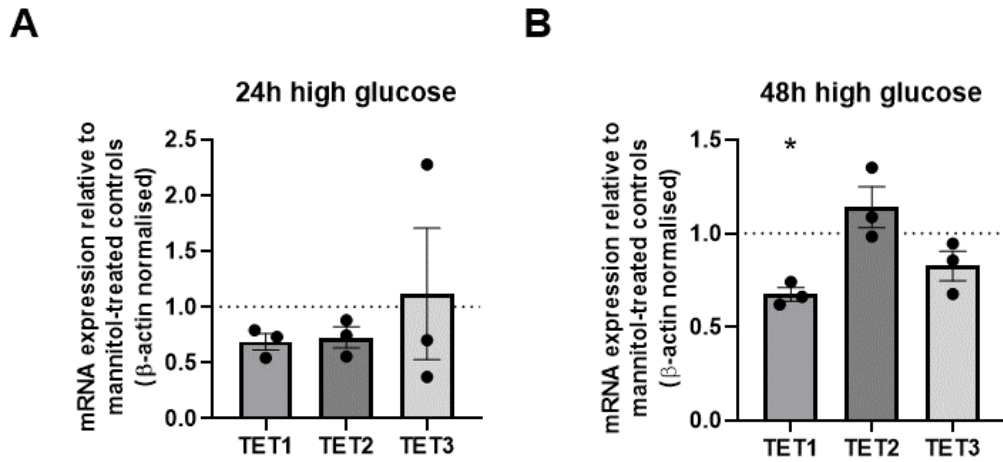 A
24h high glucose
mRNA expression relative to
mannitol-treated controls
(β-actin normalised)
2.5
2.0
1.5
1.0
0.5
0.0
TET1 TET2 TET3
B
48h high glucose
mRNA expression relative to
mannitol-treated controls
(β-actin normalised)
1.5
1.0
0.5
0.0
*
TET1 TET2 TET3